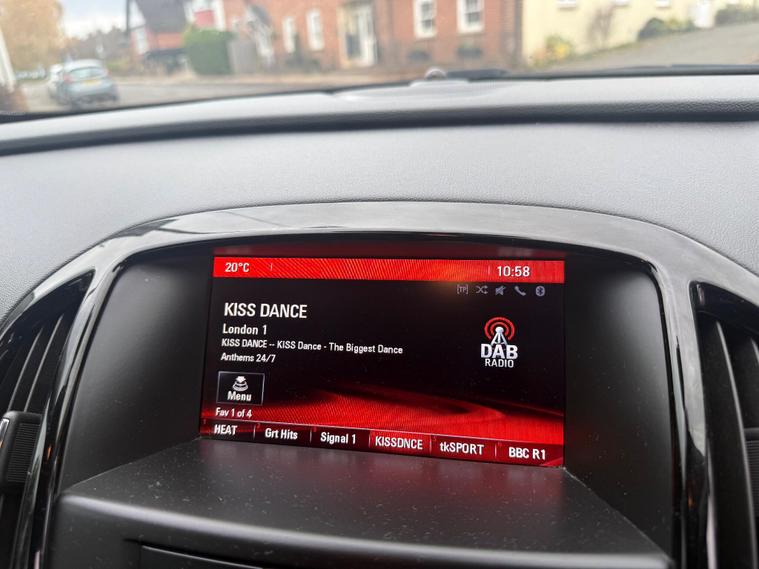 20°C 10:58
[TP]
KISS DANCE
London 1
KISS DANCE -- KISS Dance - The Biggest Dance
Anthems 24/7
DAB
RADIO
Menu
Fav 1 of 4
HEAT Grt Hits Signal 1 KISSDNCE tkSPORT BBC R1